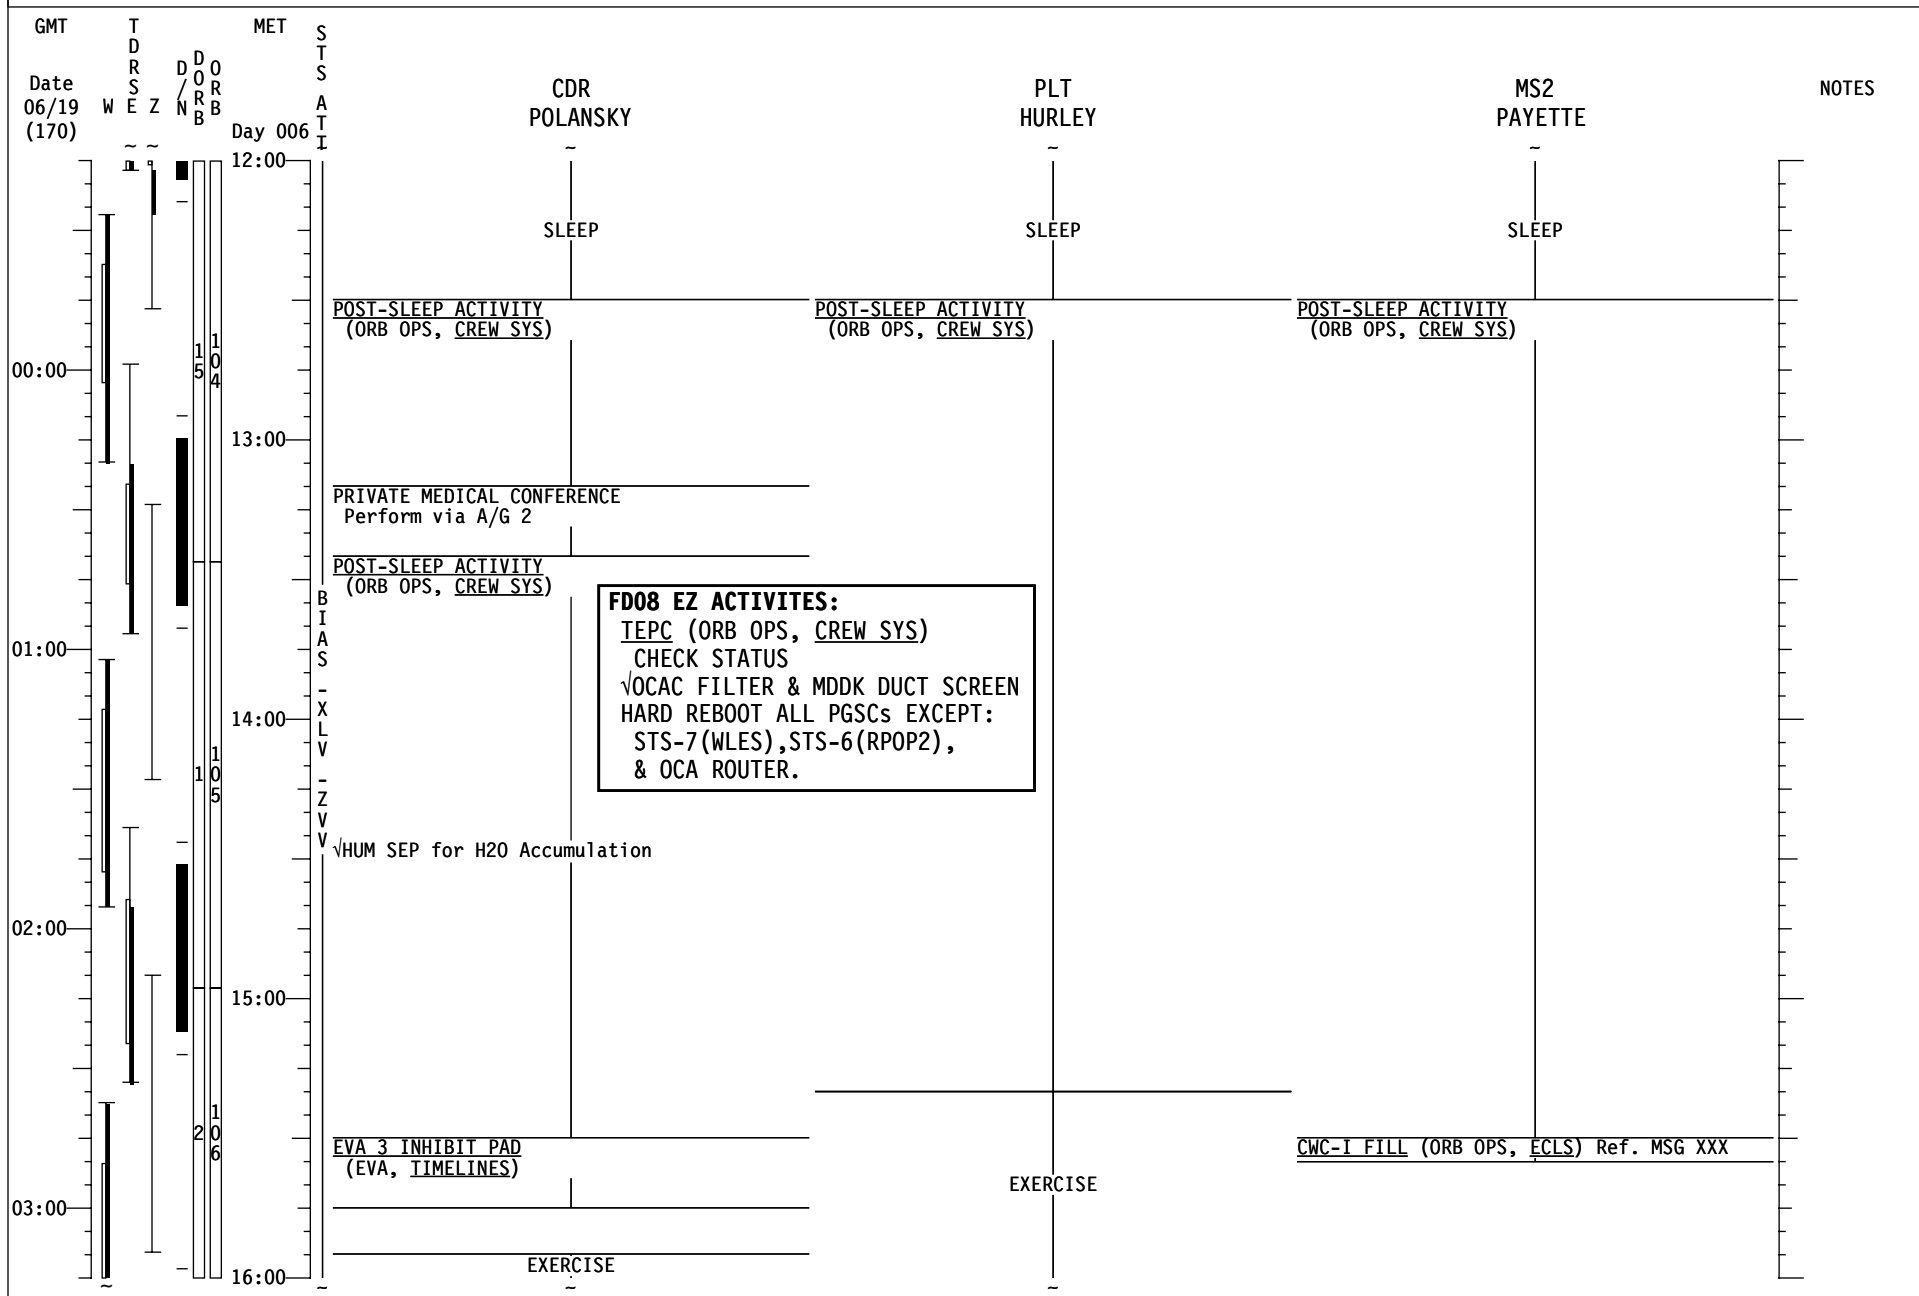 GMT
TDRS
MET
STS ATT
Date
06/19
(170)
W E Z
D/N
DORB
ORB
Day 006
CDR
POLANSKY
PLT
HURLEY
MS2
PAYETTE
NOTES
~ ~ ~ ~ ~
12:00
SLEEP SLEEP SLEEP
POST-SLEEP ACTIVITY POST-SLEEP ACTIVITY POST-SLEEP ACTIVITY
(ORB OPS, CREW SYS) (ORB OPS, CREW SYS) (ORB OPS, CREW SYS)
15
104
00:00
13:00
PRIVATE MEDICAL CONFERENCE
Perform via A/G 2
POST-SLEEP ACTIVITY
(ORB OPS, CREW SYS)
BIAS -XLV -ZVV
FD08 EZ ACTIVITES:
TEPC (ORB OPS, CREW SYS)
CHECK STATUS
√OCAC FILTER & MDDK DUCT SCREEN
HARD REBOOT ALL PGSCs EXCEPT:
STS-7(WLES),STS-6(RPOP2),
& OCA ROUTER.
01:00
14:00
1
105
√HUM SEP for H2O Accumulation
02:00
15:00
2
106
EVA 3 INHIBIT PAD
(EVA, TIMELINES)
CWC-I FILL (ORB OPS, ECLS) Ref. MSG XXX
EXERCISE
03:00
EXERCISE
16:00
~ ~ ~ ~